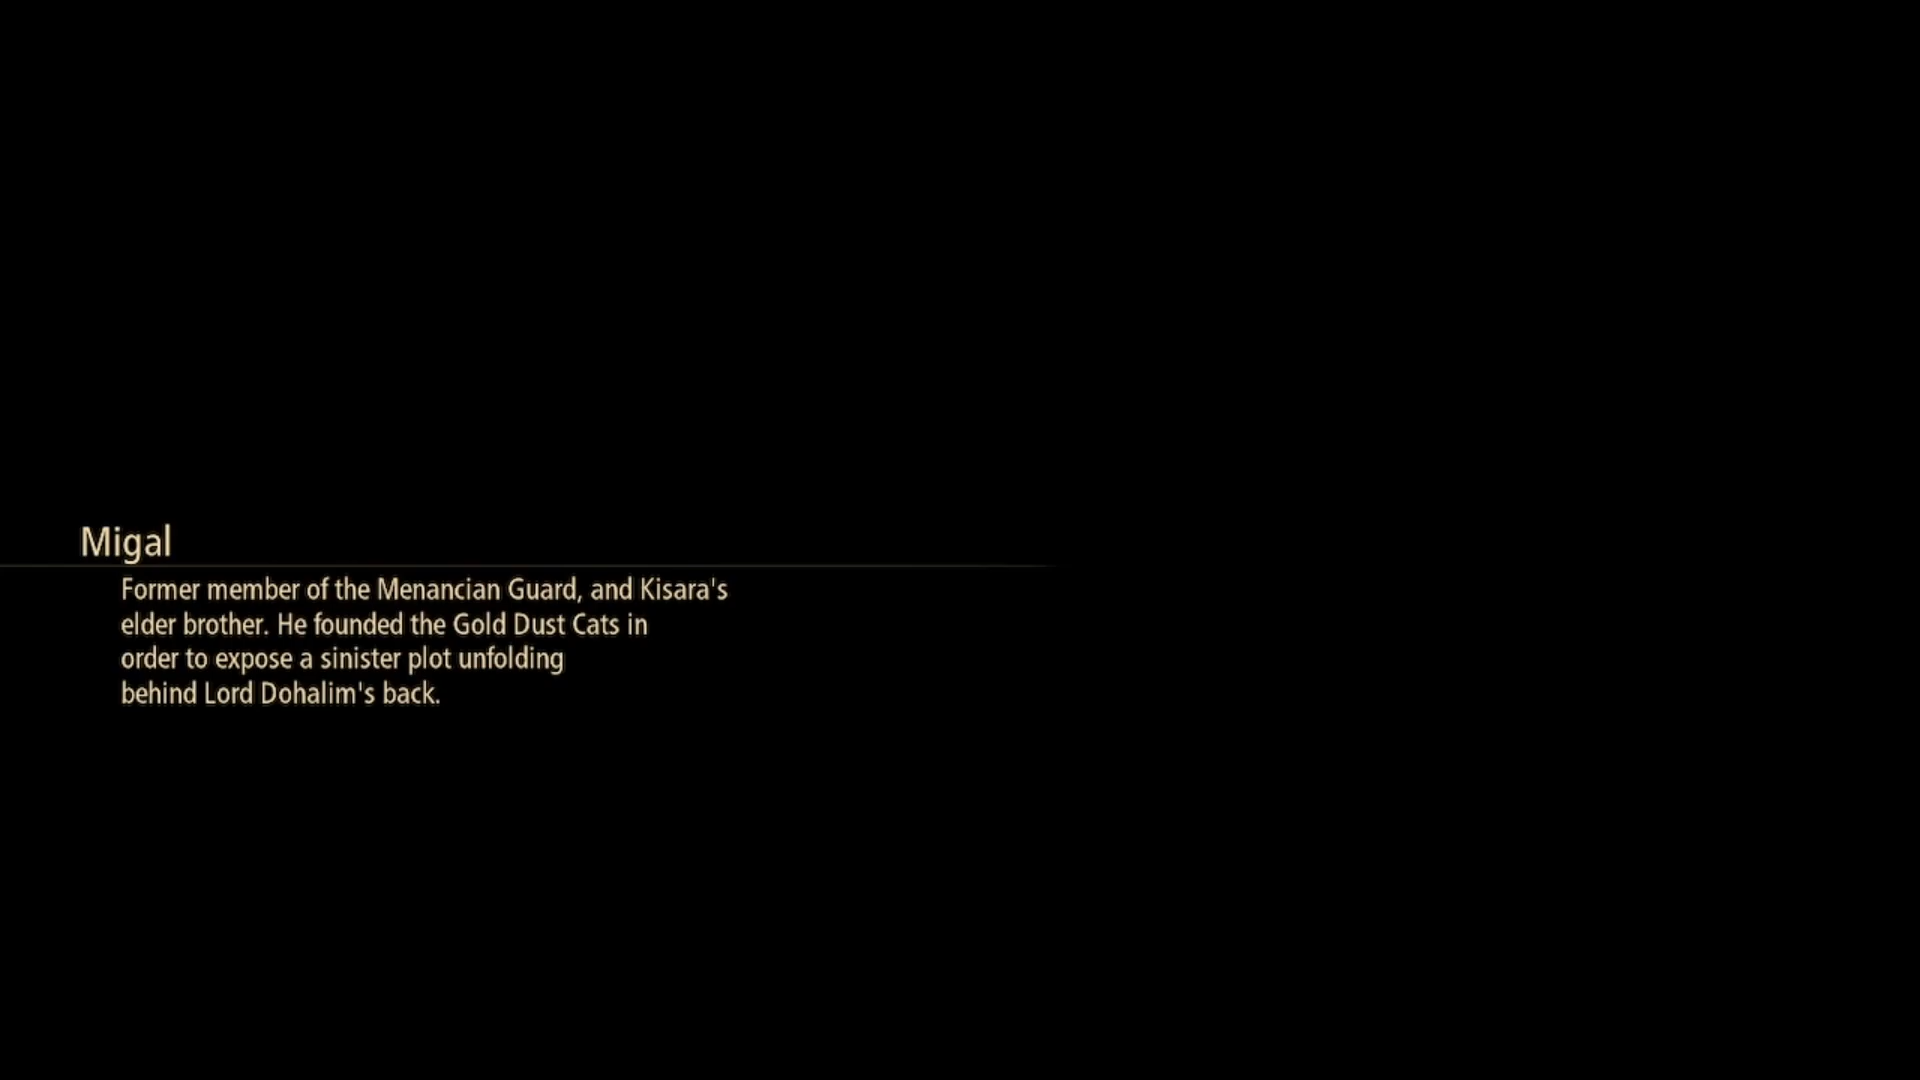 Migal
Former member of the Menancian Guard, and Kisara's
elder brother. He founded the Gold Dust Cats in
order to expose a sinister plot unfolding
behind Lord Dohalim's back.